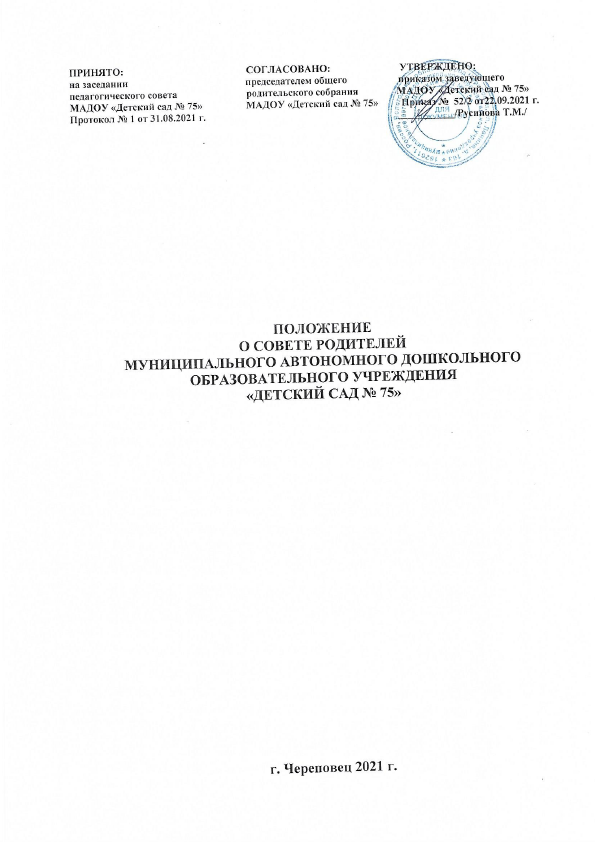 ПРИНЯТО:
на заседании
педагогического совета
МАДОУ «Детский сад № 75»
Протокол № 1 от 31.08.2021 г.
СОГЛАСОВАНО:
председателем общего
родительского собрания
МАДОУ «Детский сад № 75»
УТВЕРЖДЕНО:
приказом заведующего
МАДОУ «Детский сад № 75»
Приказ № 52/2 от22.09.2021 г.
/Русинова Т.М./
ДЛЯ
ПОЛОЖЕНИЕ
О СОВЕТЕ РОДИТЕЛЕЙ
МУНИЦИПАЛЬНОГО АВТОНОМНОГО ДОШКОЛЬНОГО
ОБРАЗОВАТЕЛЬНОГО УЧРЕЖДЕНИЯ
«ДЕТСКИЙ САД № 75»
г. Череповец 2021 г.